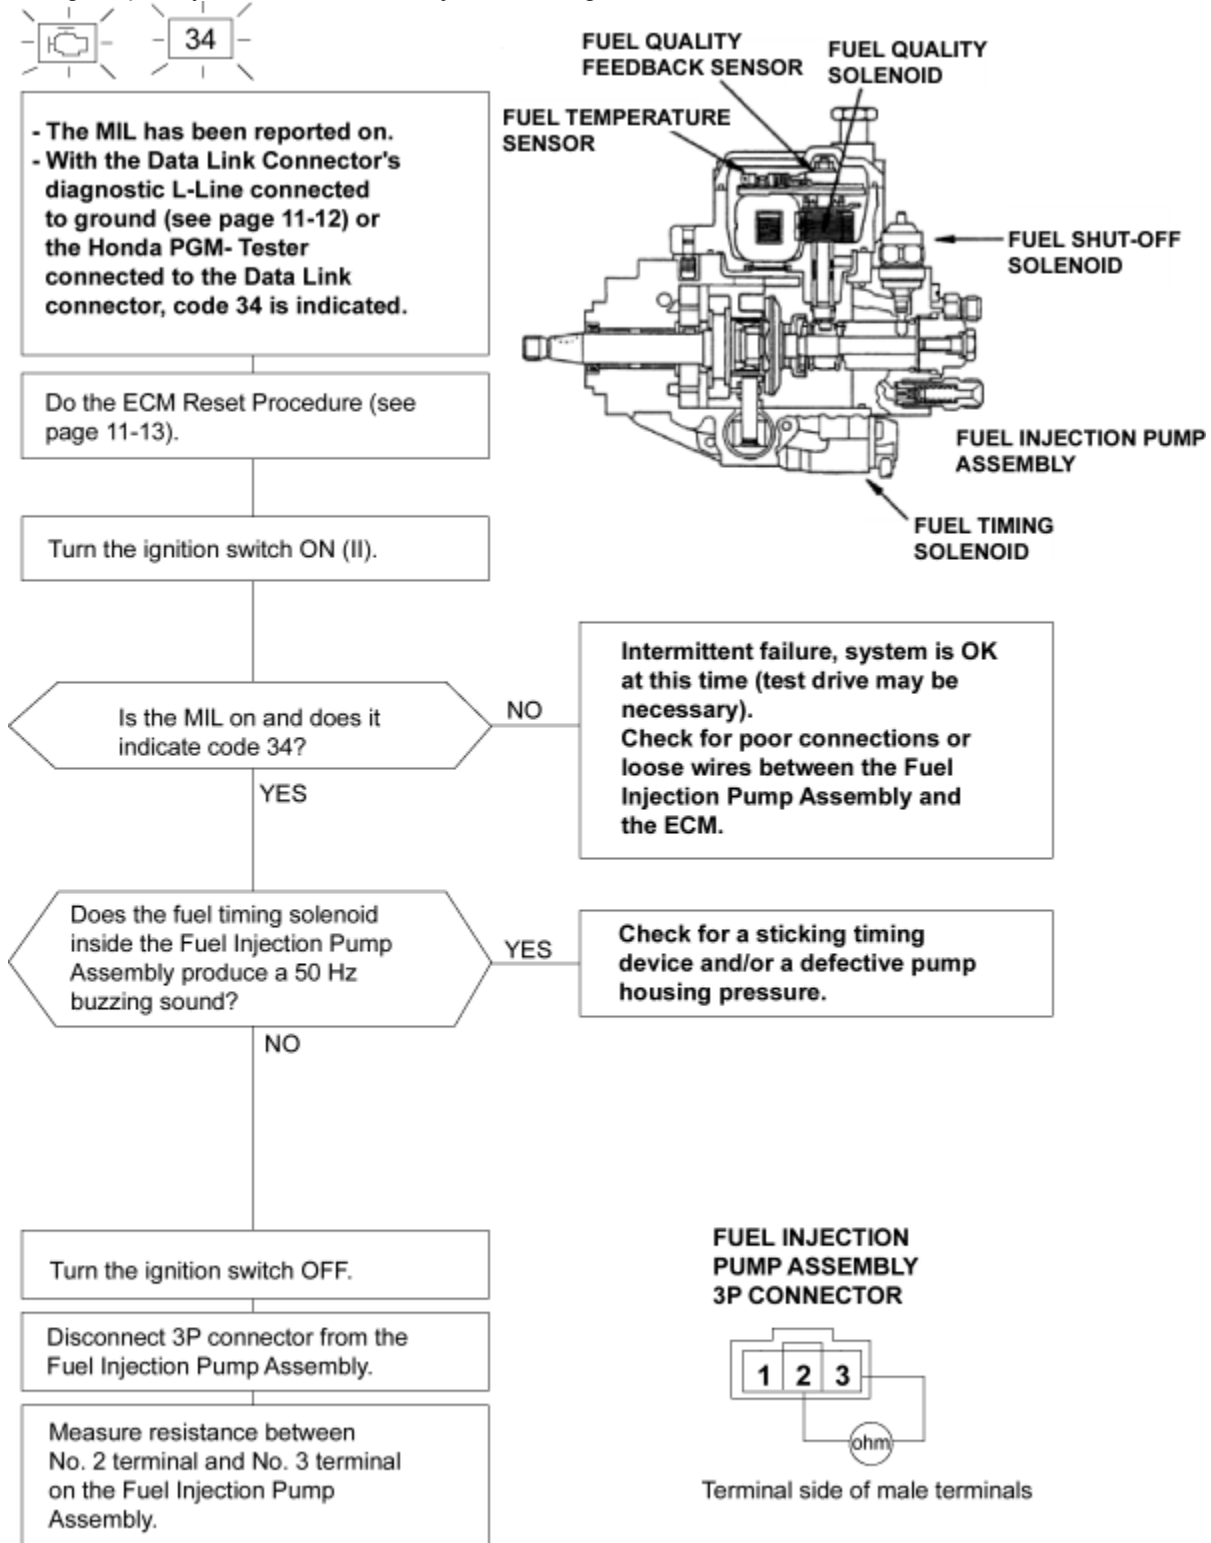 34
- The MIL has been reported on.
- With the Data Link Connector's
diagnostic L-Line connected
to ground (see page 11-12) or
the Honda PGM- Tester
connected to the Data Link
connector, code 34 is indicated.
FUEL QUALITY
FEEDBACK SENSOR
FUEL QUALITY
SOLENOID
FUEL TEMPERATURE
SENSOR
FUEL SHUT-OFF
SOLENOID
FUEL INJECTION PUMP
ASSEMBLY
FUEL TIMING
SOLENOID
Do the ECM Reset Procedure (see
page 11-13).
Turn the ignition switch ON (II).
Is the MIL on and does it
indicate code 34?
NO
Intermittent failure, system is OK
at this time (test drive may be
necessary).
Check for poor connections or
loose wires between the Fuel
Injection Pump Assembly and
the ECM.
YES
Does the fuel timing solenoid
inside the Fuel Injection Pump
Assembly produce a 50 Hz
buzzing sound?
YES
Check for a sticking timing
device and/or a defective pump
housing pressure.
NO
Turn the ignition switch OFF.
Disconnect 3P connector from the
Fuel Injection Pump Assembly.
Measure resistance between
No. 2 terminal and No. 3 terminal
on the Fuel Injection Pump
Assembly.
FUEL INJECTION
PUMP ASSEMBLY
3P CONNECTOR
1 2 3
ohm
Terminal side of male terminals